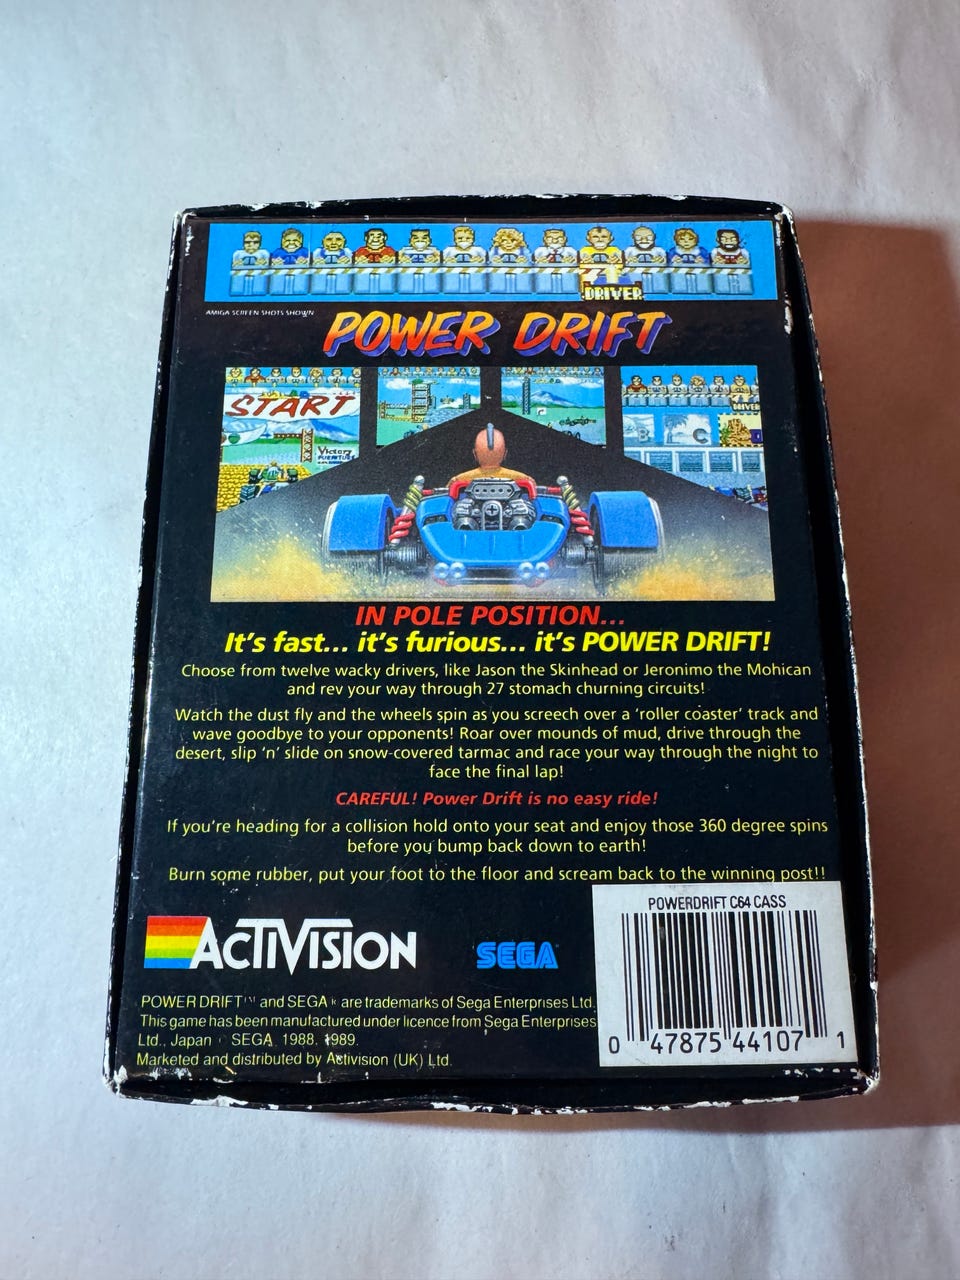 DRIVER
AMIGA SCREEN SHOTS SHOWN
POWER DRIFT
START
Victory
DRIVER
B C D
IN POLE POSITION...
It's fast... it's furious... it's POWER DRIFT!
Choose from twelve wacky drivers, like Jason the Skinhead or Jeronimo the Mohican
and rev your way through 27 stomach churning circuits!
Watch the dust fly and the wheels spin as you screech over a 'roller coaster' track and
wave goodbye to your opponents! Roar over mounds of mud, drive through the
desert, slip 'n' slide on snow-covered tarmac and race your way through the night to
face the final lap!
CAREFUL! Power Drift is no easy ride!
If you're heading for a collision hold onto your seat and enjoy those 360 degree spins
before you bump back down to earth!
Burn some rubber, put your foot to the floor and scream back to the winning post!!
POWERDRIFT C64 CASS
ACTIVISION
SEGA
POWER DRIFT™ and SEGA® are trademarks of Sega Enterprises Ltd.
This game has been manufactured under licence from Sega Enterprises
Ltd., Japan SEGA, 1988, 1989.
Marketed and distributed by Activision (UK) Ltd.
0 47875 44107 1